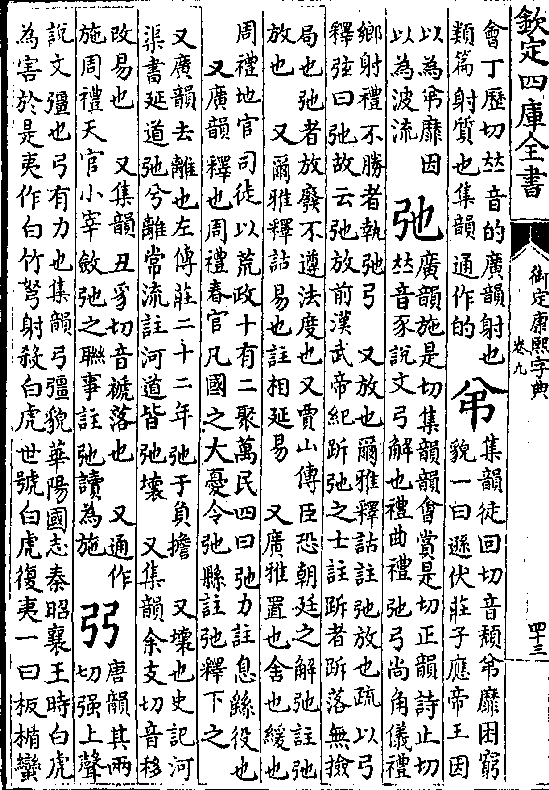 欽定四庫全書
御定康熙字典
卷九
四十三
會丁歷切𠀤音的廣韻射也
類篇射質也集韻通作的
弚
集韻徒回切音頹弚靡困窮
貌一曰遜伏莊子應帝王因
以為弚靡因
以為波流
弛
廣韻施是切集韻韻會賞是切正韻詩止切
𠀤音豕說文弓解也禮曲禮弛弓尚角儀禮
鄉射禮不勝者執弛弓　又放也爾雅釋詁註弛放也疏以弓
釋弦曰弛故云弛放前漢武帝紀跅弛之士註跅者跅落無撿
局也弛者放廢不遵法度也又賈山傳臣恐朝廷之解弛註弛
放也　又爾雅釋詁易也註相延易　又廣雅置也舍也緩也
周禮地官司徒以荒政十有二聚萬民四曰弛力註息繇役也
又廣韻釋也周禮春官凡國之大憂令弛縣註弛釋下之
又廣韻去離也左傳莊二十二年弛于負擔　又壞也史記河
渠書延道弛兮離常流註河道皆弛壞　又集韻余支切音移
改易也　又集韻丑豸切音褫落也　又通作
施周禮天官小宰斂弛之聯事註弛讀為施
弜
唐韻其兩
切强上聲
說文彊也弓有力也集韻弓彊貌華陽國志秦昭襄王時白虎
為害於是夷作白竹弩射殺白虎世號白虎復夷一曰板楯蠻